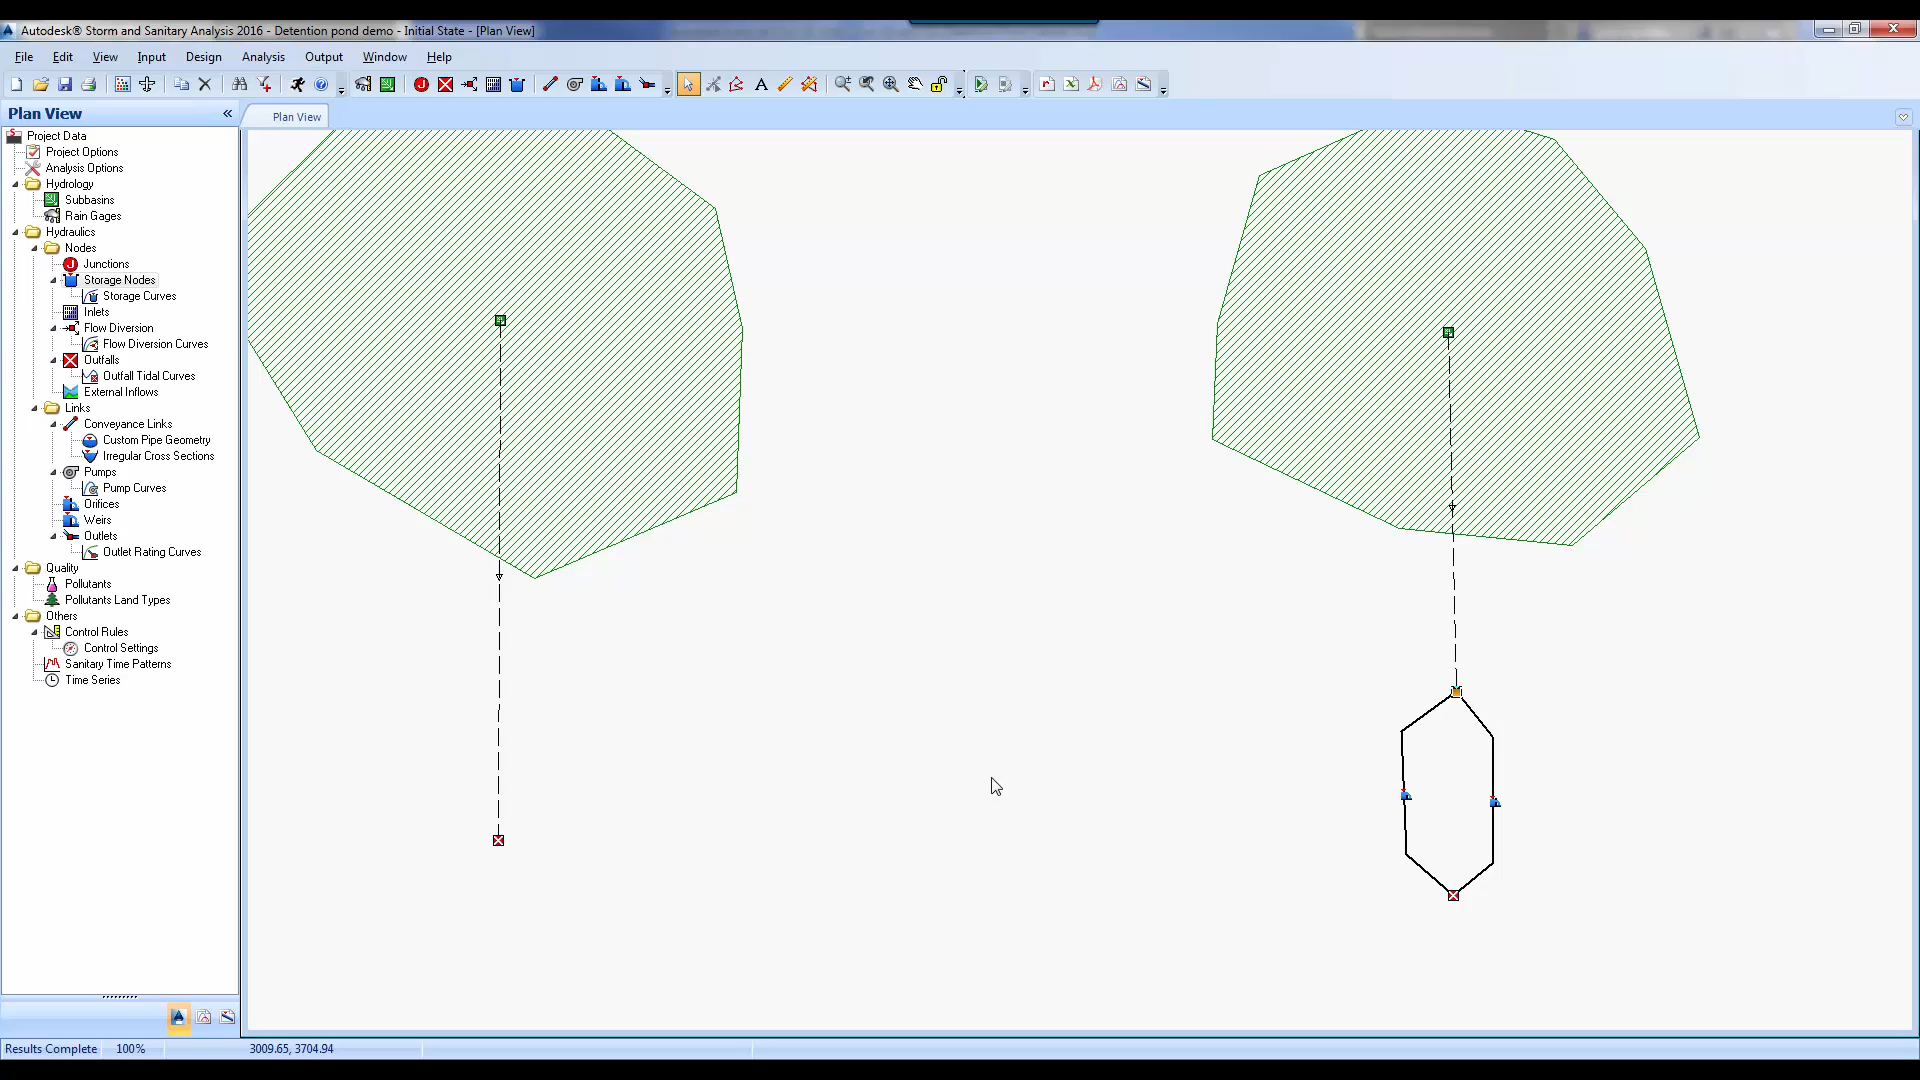 Autodesk® Storm and Sanitary Analysis 2016 - Detention pond demo - Initial State - [Plan View]
File Edit View Input Design Analysis Output Window Help
Plan View «
Plan View
Project Data
Project Options
Analysis Options
Hydrology
Subbasins
Rain Gages
Hydraulics
Nodes
Junctions
Storage Nodes
Storage Curves
Inlets
Flow Diversion
Flow Diversion Curves
Outfalls
Outfall Tidal Curves
External Inflows
Links
Conveyance Links
Custom Pipe Geometry
Irregular Cross Sections
Pumps
Pump Curves
Orifices
Weirs
Outlets
Outlet Rating Curves
Quality
Pollutants
Pollutants Land Types
Others
Control Rules
Control Settings
Sanitary Time Patterns
Time Series
Results Complete 100% 3009.65, 3704.94